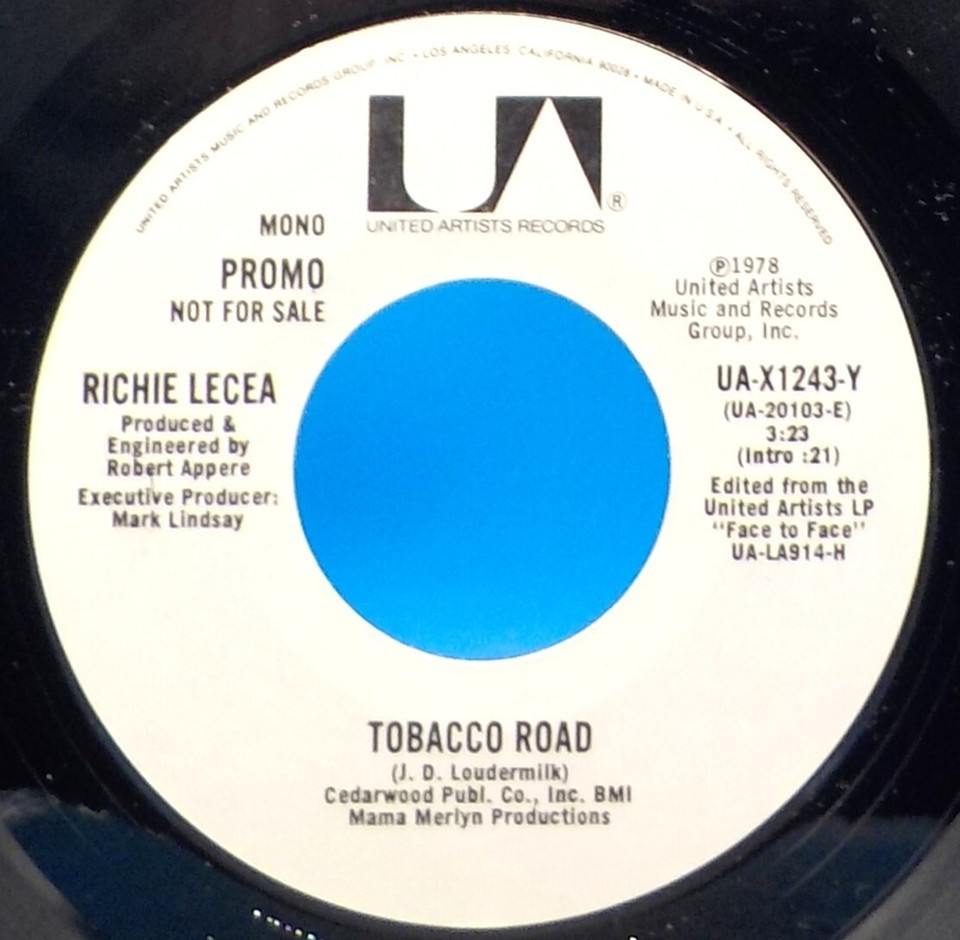 UNITED ARTISTS MUSIC AND RECORDS GROUP, INC. • LOS ANGELES, CALIFORNIA 90028 • MADE IN U.S.A. • ALL RIGHTS RESERVED
UA®
UNITED ARTISTS RECORDS
MONO
PROMO
NOT FOR SALE
℗1978
United Artists
Music and Records
Group, Inc.
RICHIE LECEA
Produced &
Engineered by
Robert Appere
Executive Producer:
Mark Lindsay
UA-X1243-Y
(UA-20103-E)
3:23
(Intro :21)
Edited from the
United Artists LP
"Face to Face"
UA-LA914-H
TOBACCO ROAD
(J. D. Loudermilk)
Cedarwood Publ. Co., Inc. BMI
Mama Merlyn Productions